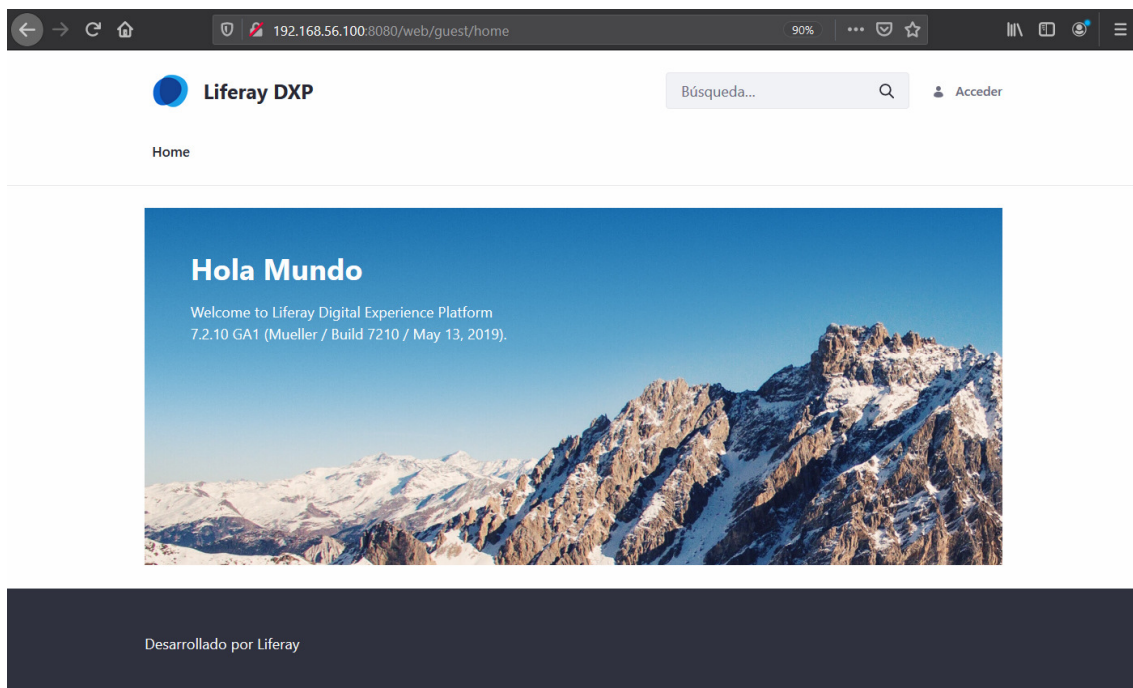 192.168.56.100:8080/web/guest/home
90%
Liferay DXP
Búsqueda...
Acceder
Home
Hola Mundo
Welcome to Liferay Digital Experience Platform
7.2.10 GA1 (Mueller / Build 7210 / May 13, 2019).
Desarrollado por Liferay